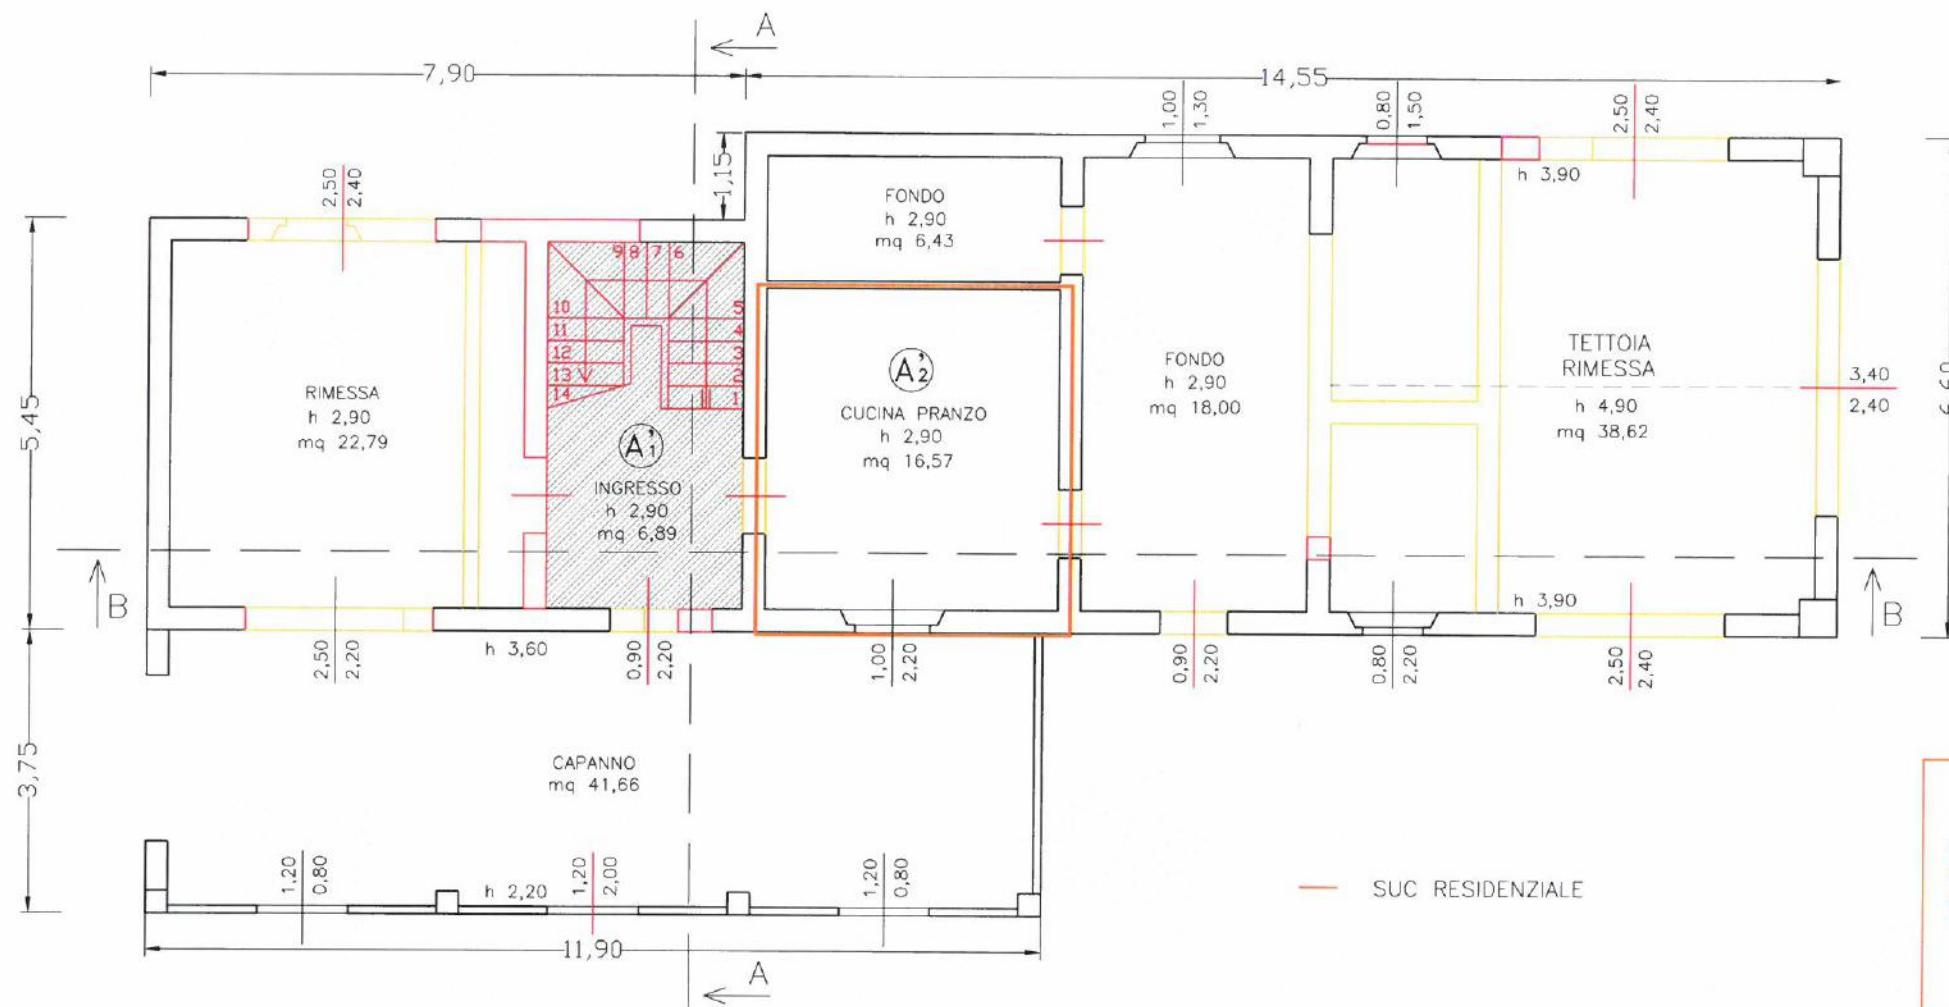 A
7,90
14,55
1,00
1,30
0,80
1,50
2,50
2,40
1,15
2,50
2,40
h 3,90
FONDO
h 2,90
mq 6,43
9 8 7 6
10
11
12
13
14
5
4
3
2
1
5,45
RIMESSA
h 2,90
mq 22,79
A'1
INGRESSO
h 2,90
mq 6,89
A'2
CUCINA PRANZO
h 2,90
mq 16,57
FONDO
h 2,90
mq 18,00
TETTOIA
RIMESSA
h 4,90
mq 38,62
3,40
2,40
B
B
h 3,90
2,50
2,20
h 3,60
0,90
2,20
1,00
2,20
0,90
2,20
0,80
2,20
2,50
2,40
3,75
CAPANNO
mq 41,66
1,20
0,80
h 2,20
1,20
2,00
1,20
0,80
SUC RESIDENZIALE
11,90
A